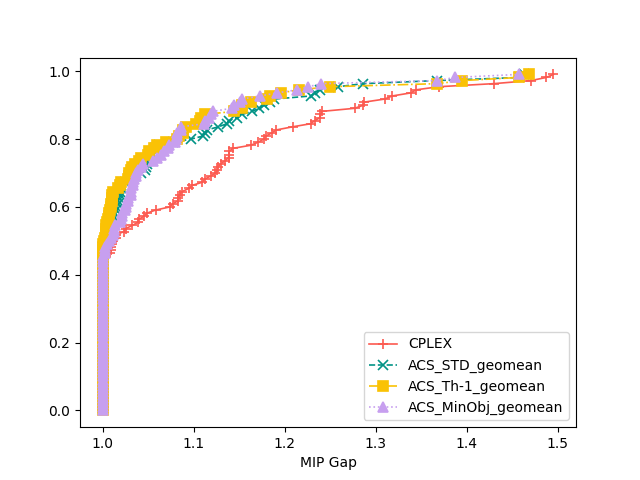 1.0
0.8
0.6
0.4
0.2
0.0
CPLEX
ACS_STD_geomean
ACS_Th-1_geomean
ACS_MinObj_geomean
1.0 1.1 1.2 1.3 1.4 1.5
MIP Gap